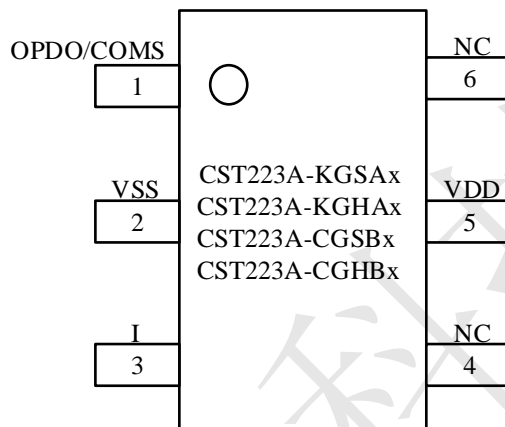 OPDO/COMS
1
NC
6
CST223A-KGSAx
CST223A-KGHAx
CST223A-CGSBx
CST223A-CGHBx
VSS
2
VDD
5
I
3
NC
4